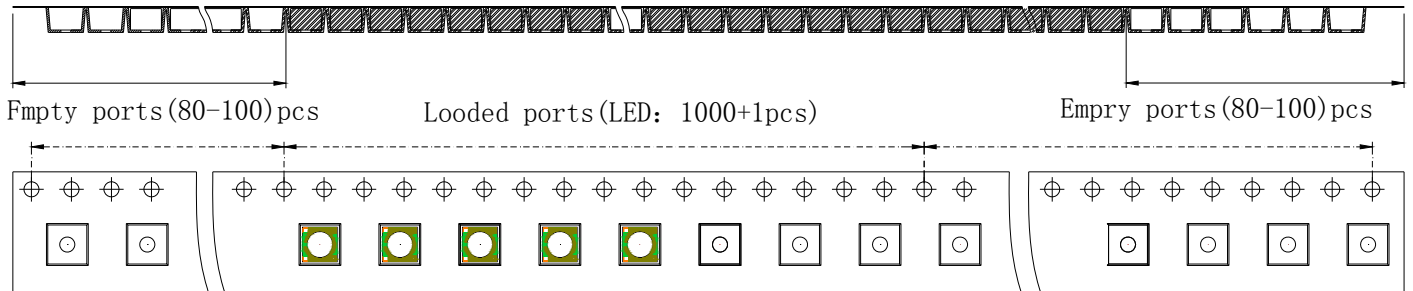 Fmpty ports(80-100)pcs
Looded ports(LED: 1000+1pcs)
Empry ports(80-100)pcs